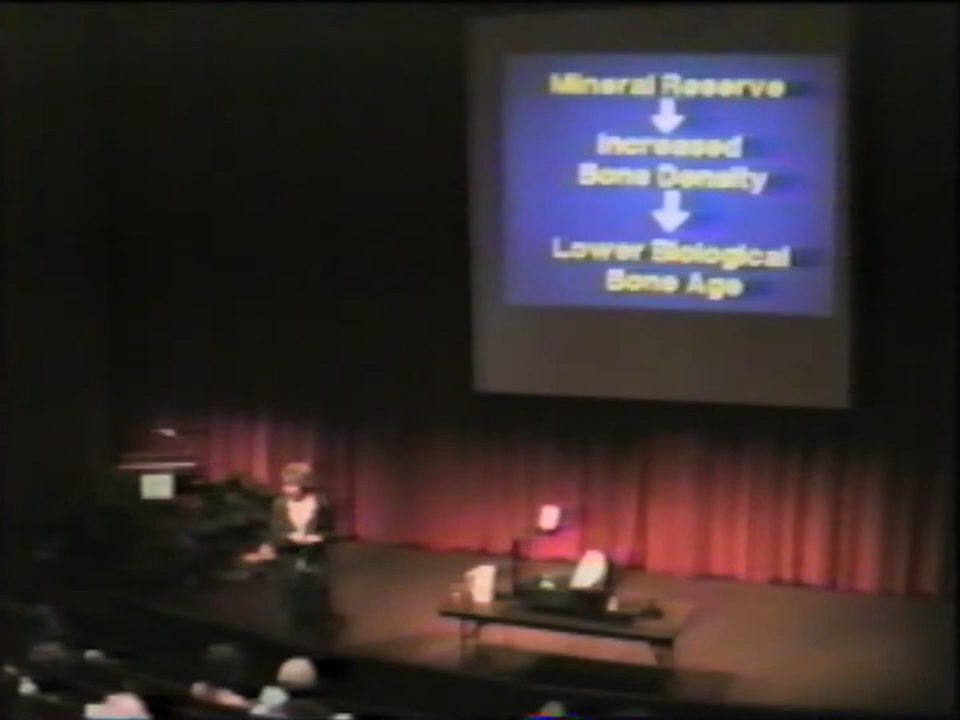 Mineral Reserve
Increased
Bone Density
Lower Biological
Bone Age